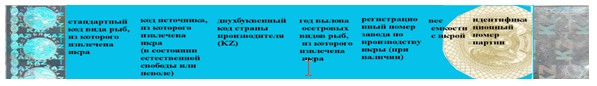 стандартный
код вида рыб,
из которого
извлечена
икра
код источника,
из которого
извлечена
икра
(в состоянии
естественной
свободы или
неволе)
двухбуквенный
код страны
производителя
(KZ)
год вылова
осетровых
видов рыб,
из которого
извлечена
икра
регистрацио
нный номер
завода по
производству
икры (при
наличии)
вес
емкости
с икрой
идентифика
ционный
номер
партии